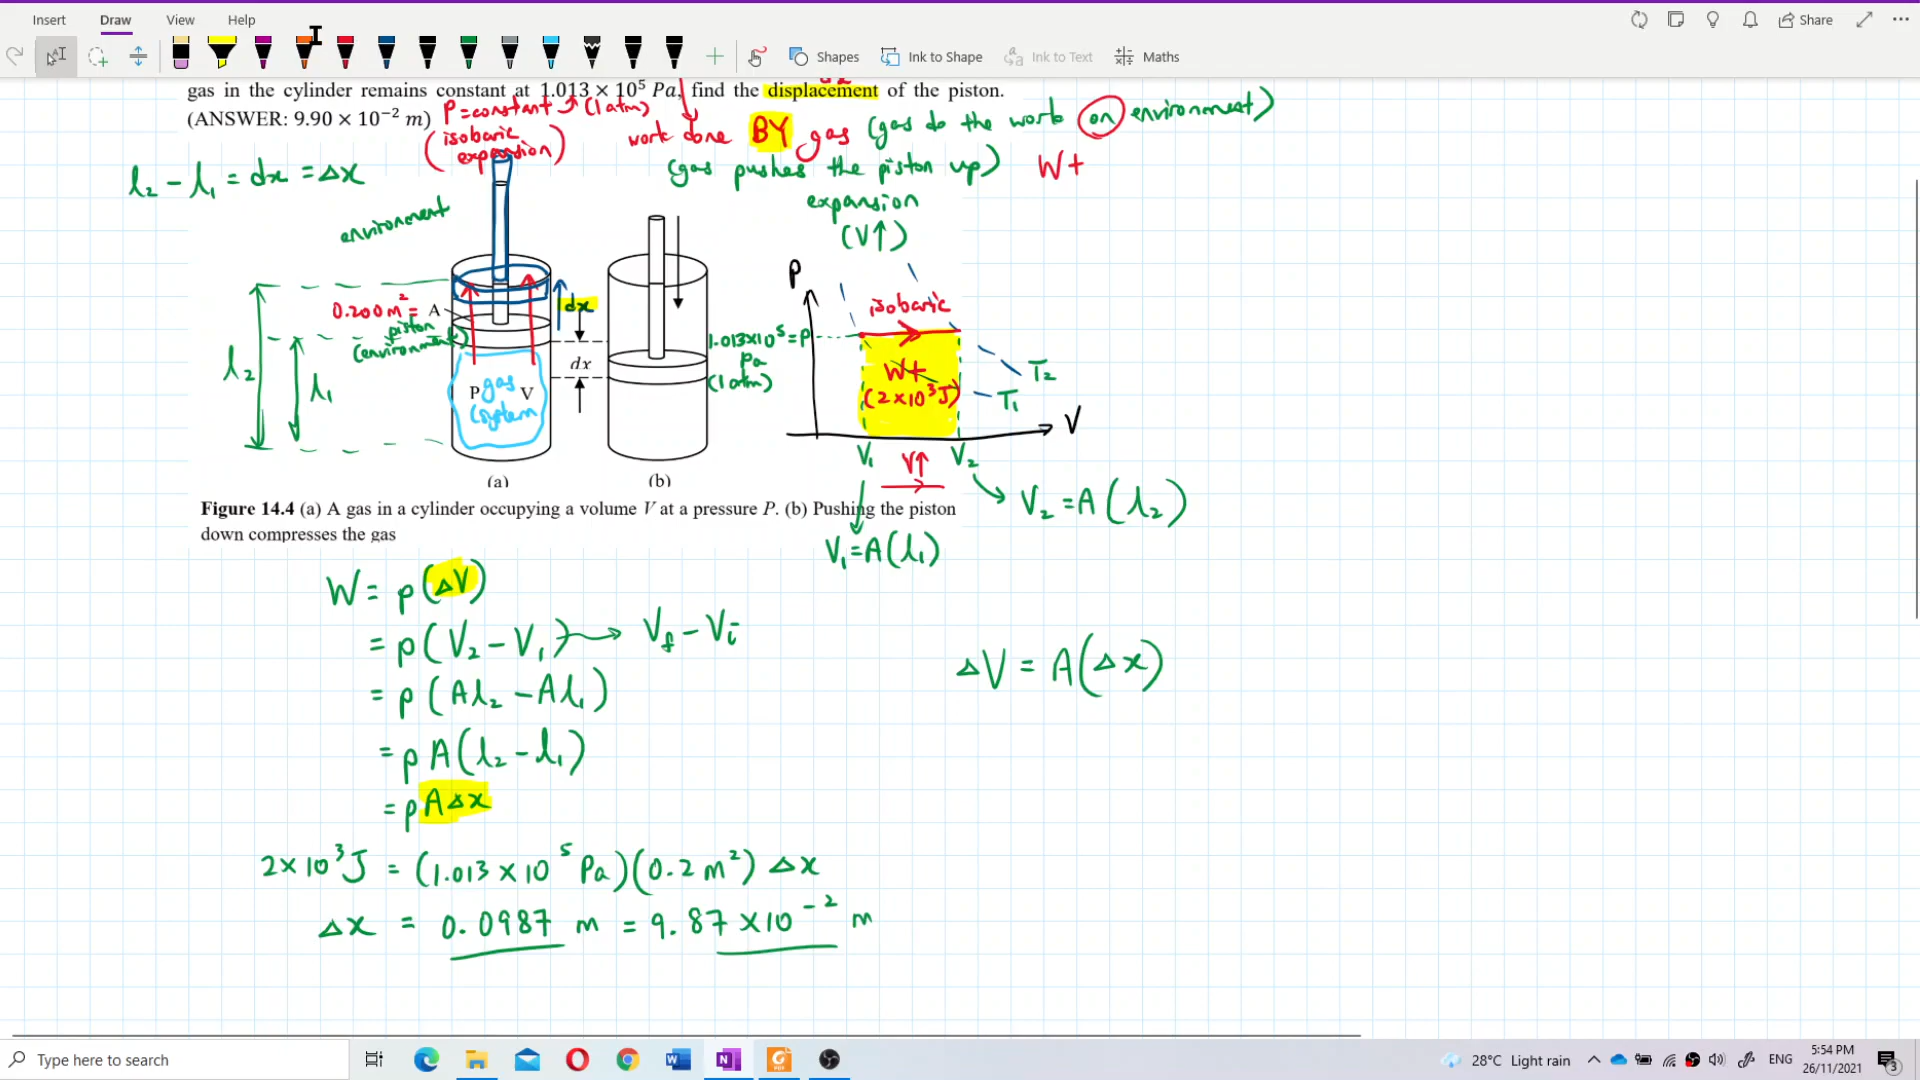 Insert Draw View Help
Share
Shapes Ink to Shape Ink to Text Maths
gas in the cylinder remains constant at 1.013 × 10⁵ Pa, find the displacement of the piston.
(ANSWER: 9.90 × 10⁻² m)
P = constant (1 atm)
(isobaric expansion)
work done BY gas (gas do the work on environment)
(gas pushes the piston up) W+
expansion
(V↑)
l₂ - l₁ = dx = Δx
environment
0.200 m² = A
piston
(environment)
dx
dx
l₂
l₁
P V
gas
(system
1.013×10⁵ = P
Pa
(1 atm)
P
isobaric
W+
(2×10³J)
T₂
T₁
V
V₁ V↑ V₂
V₂ = A(l₂)
V₁ = A(l₁)
(a) (b)
Figure 14.4 (a) A gas in a cylinder occupying a volume V at a pressure P. (b) Pushing the piston
down compresses the gas
W = p(ΔV)
= p(V₂ - V₁) → V_f - V_i
= p(Al₂ - Al₁)
= pA(l₂ - l₁)
= pAΔx
ΔV = A(Δx)
2×10³J = (1.013×10⁵ Pa)(0.2 m²) Δx
Δx = 0.0987 m = 9.87×10⁻² m
Type here to search
28°C Light rain
ENG
5:54 PM
26/11/2021
3